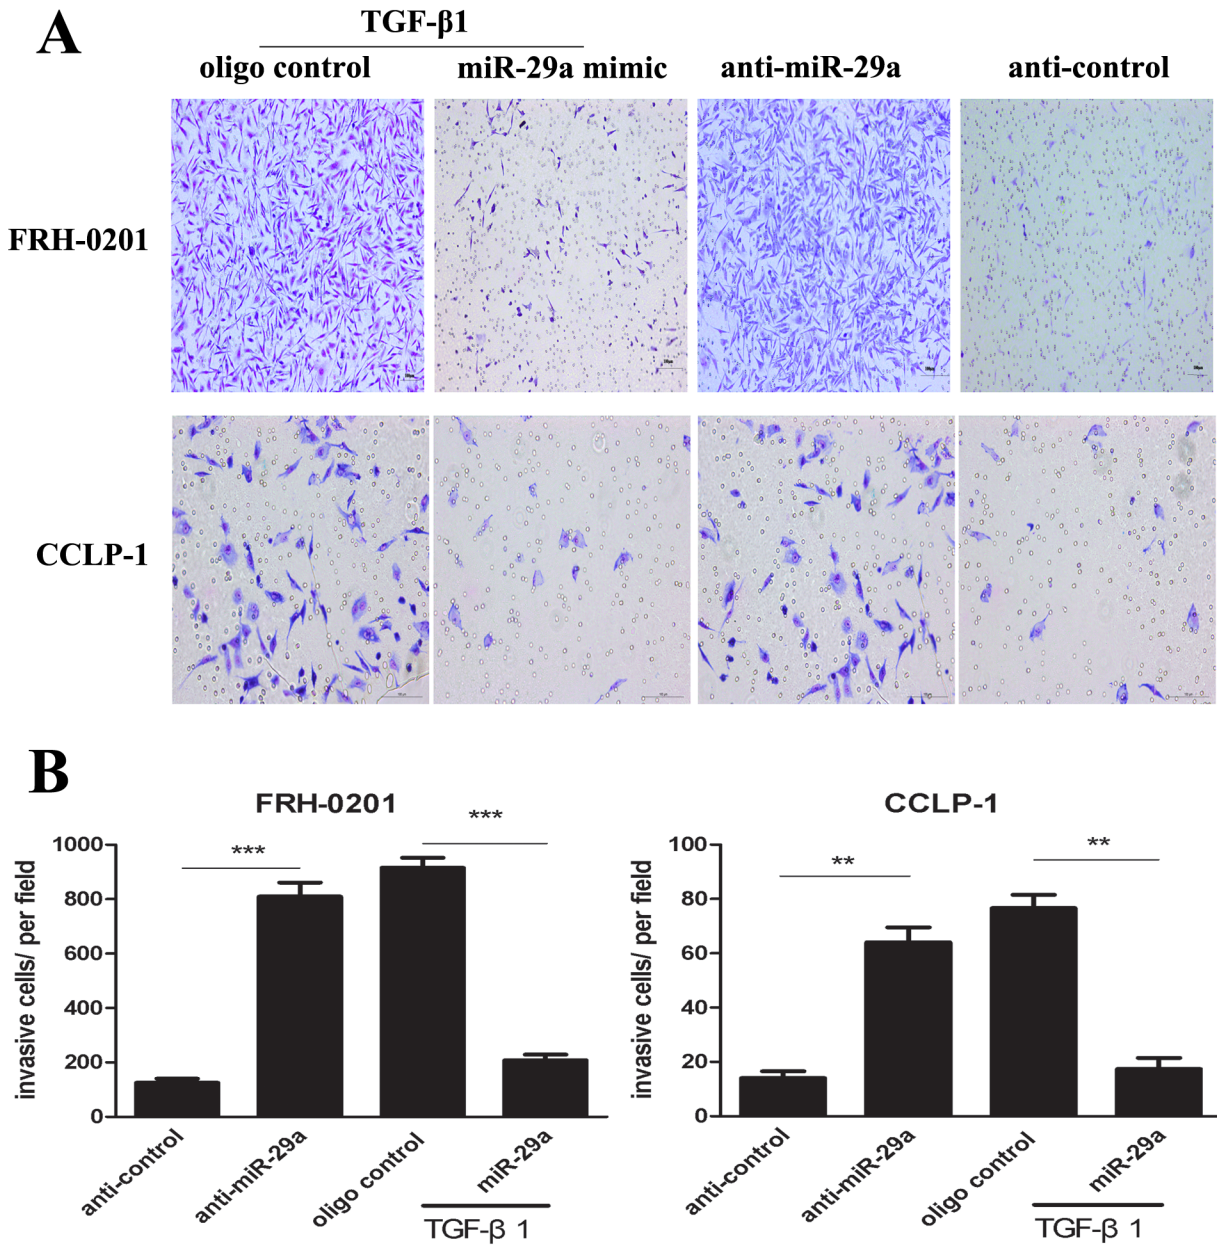 A
TGF-β1
oligo control miR-29a mimic anti-miR-29a anti-control
FRH-0201
CCLP-1
B
FRH-0201
***
***
invasive cells/ per field
1000
800
600
400
200
0
anti-control
anti-miR-29a
oligo control
miR-29a
TGF-β 1
CCLP-1
**
**
invasive cells/ per field
100
80
60
40
20
0
anti-control
anti-miR-29a
oligo control
miR-29a
TGF-β 1